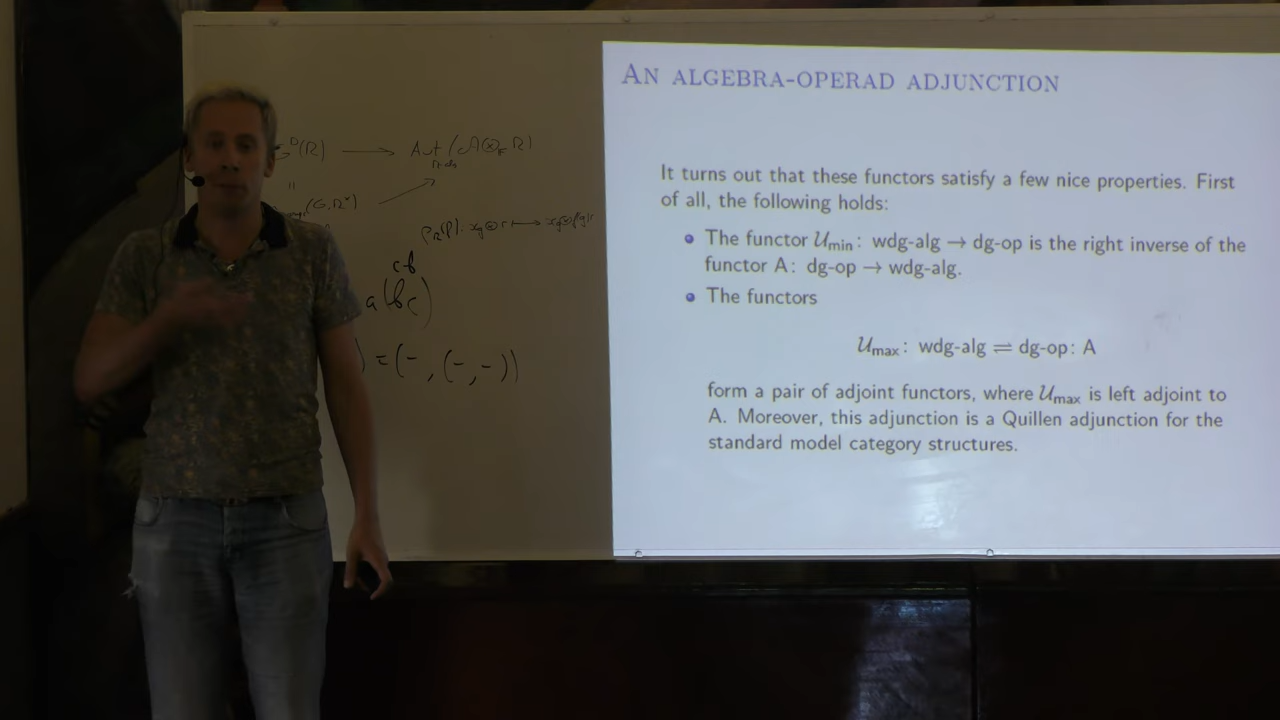 AN ALGEBRA-OPERAD ADJUNCTION
It turns out that these functors satisfy a few nice properties. First
of all, the following holds:
• The functor 𝒰min : wdg-alg → dg-op is the right inverse of the
functor A: dg-op → wdg-alg.
• The functors
𝒰max : wdg-alg ⇌ dg-op: A
form a pair of adjoint functors, where 𝒰max is left adjoint to
A. Moreover, this adjunction is a Quillen adjunction for the
standard model category structures.
(R) → Aut (A⊗ R)
"
(G, R
cb
a(bc)
) = (-, (-, -))